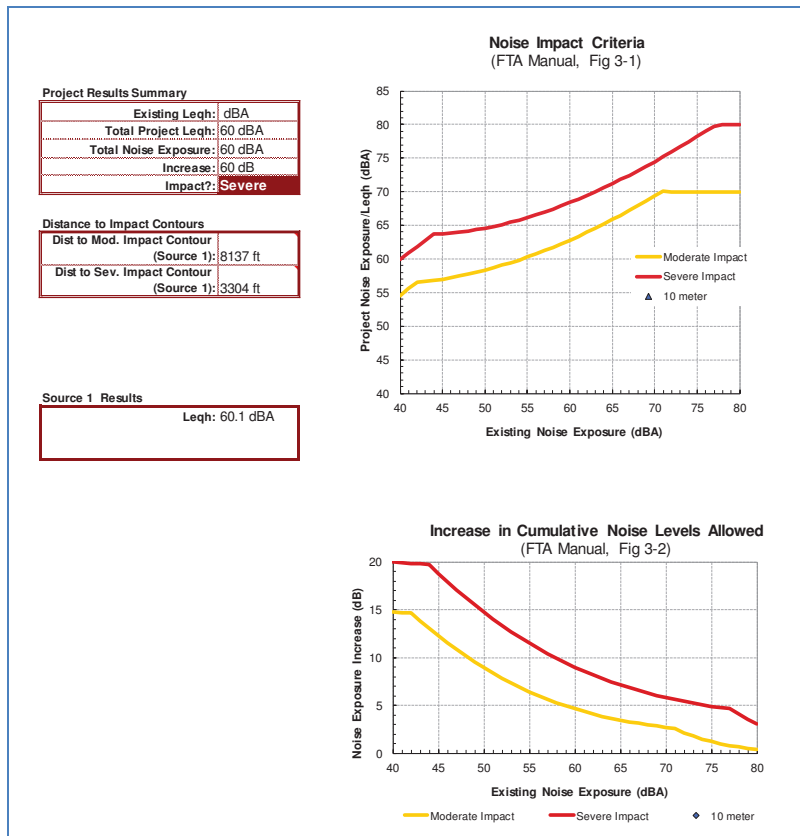 Project Results Summary
Existing Leqh: dBA
Total Project Leqh: 60 dBA
Total Noise Exposure: 60 dBA
Increase: 60 dB
Impact?: Severe
Distance to Impact Contours
Dist to Mod. Impact Contour
(Source 1): 8137 ft
Dist to Sev. Impact Contour
(Source 1): 3304 ft
Source 1 Results
Leqh: 60.1 dBA
Noise Impact Criteria
(FTA Manual, Fig 3-1)
Project Noise Exposure/Leqh (dBA)
85
80
75
70
65
60
55
50
45
40
Moderate Impact
Severe Impact
10 meter
40 45 50 55 60 65 70 75 80
Existing Noise Exposure (dBA)
Increase in Cumulative Noise Levels Allowed
(FTA Manual, Fig 3-2)
Noise Exposure Increase (dB)
20
15
10
5
0
40 45 50 55 60 65 70 75 80
Existing Noise Exposure (dBA)
Moderate Impact Severe Impact 10 meter